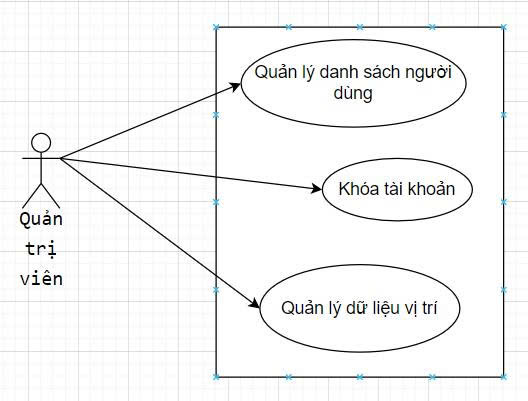 Quản lý danh sách người
dùng
Khóa tài khoản
Quản
trị
viên
Quản lý dữ liệu vị trí